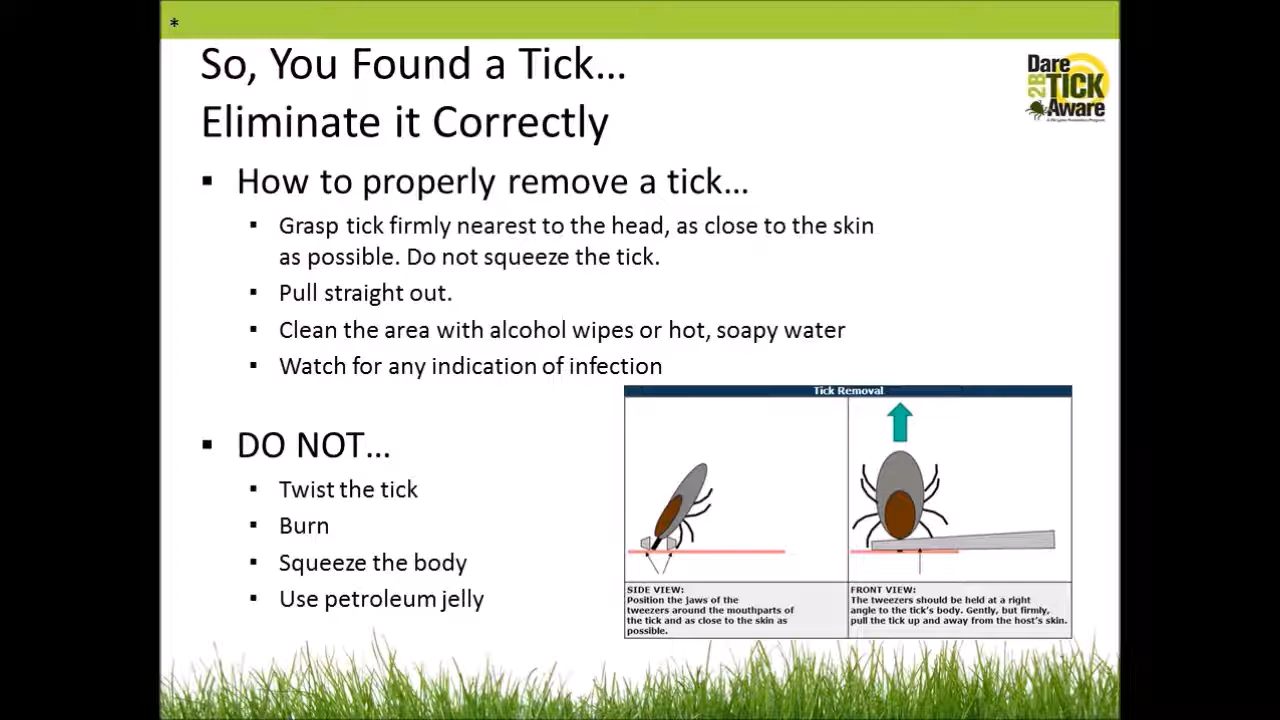 *
So, You Found a Tick...
Eliminate it Correctly
Dare
2B
TICK
Aware
▪ How to properly remove a tick...
▪ Grasp tick firmly nearest to the head, as close to the skin
as possible. Do not squeeze the tick.
▪ Pull straight out.
▪ Clean the area with alcohol wipes or hot, soapy water
▪ Watch for any indication of infection
▪ DO NOT...
▪ Twist the tick
▪ Burn
▪ Squeeze the body
▪ Use petroleum jelly
Tick Removal
SIDE VIEW:
Position the jaws of the
tweezers around the mouthparts of
the tick and as close to the skin as
possible.
FRONT VIEW:
The tweezers should be held at a right
angle to the tick's body. Gently, but firmly,
pull the tick up and away from the host's skin.